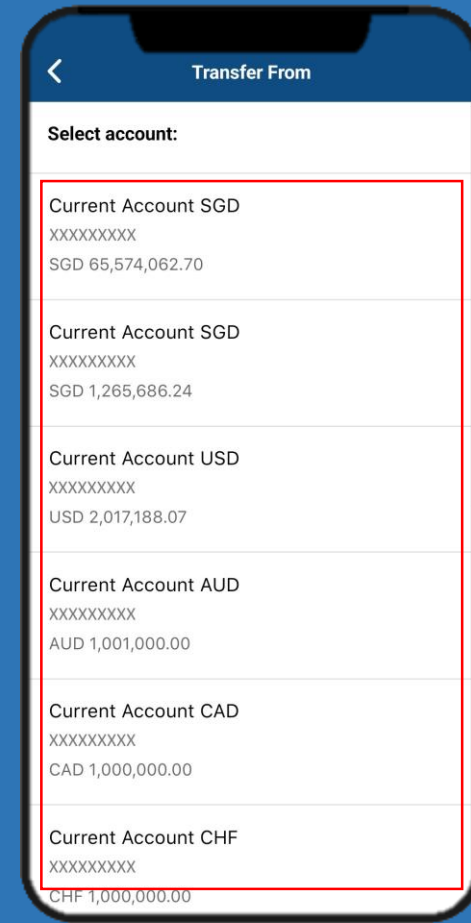 Transfer From
Select account:
Current Account SGD
XXXXXXXXX
SGD 65,574,062.70
Current Account SGD
XXXXXXXXX
SGD 1,265,686.24
Current Account USD
XXXXXXXXX
USD 2,017,188.07
Current Account AUD
XXXXXXXXX
AUD 1,001,000.00
Current Account CAD
XXXXXXXXX
CAD 1,000,000.00
Current Account CHF
XXXXXXXXX
CHF 1,000,000.00